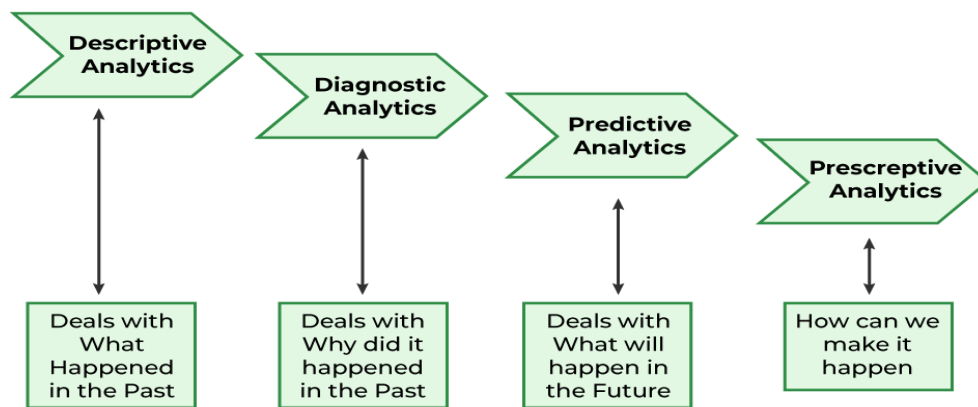 Descriptive
Analytics
Diagnostic
Analytics
Predictive
Analytics
Prescreptive
Analytics
Deals with
What
Happened
in the Past
Deals with
Why did it
happened
in the Past
Deals with
What will
happen in
the Future
How can we
make it
happen